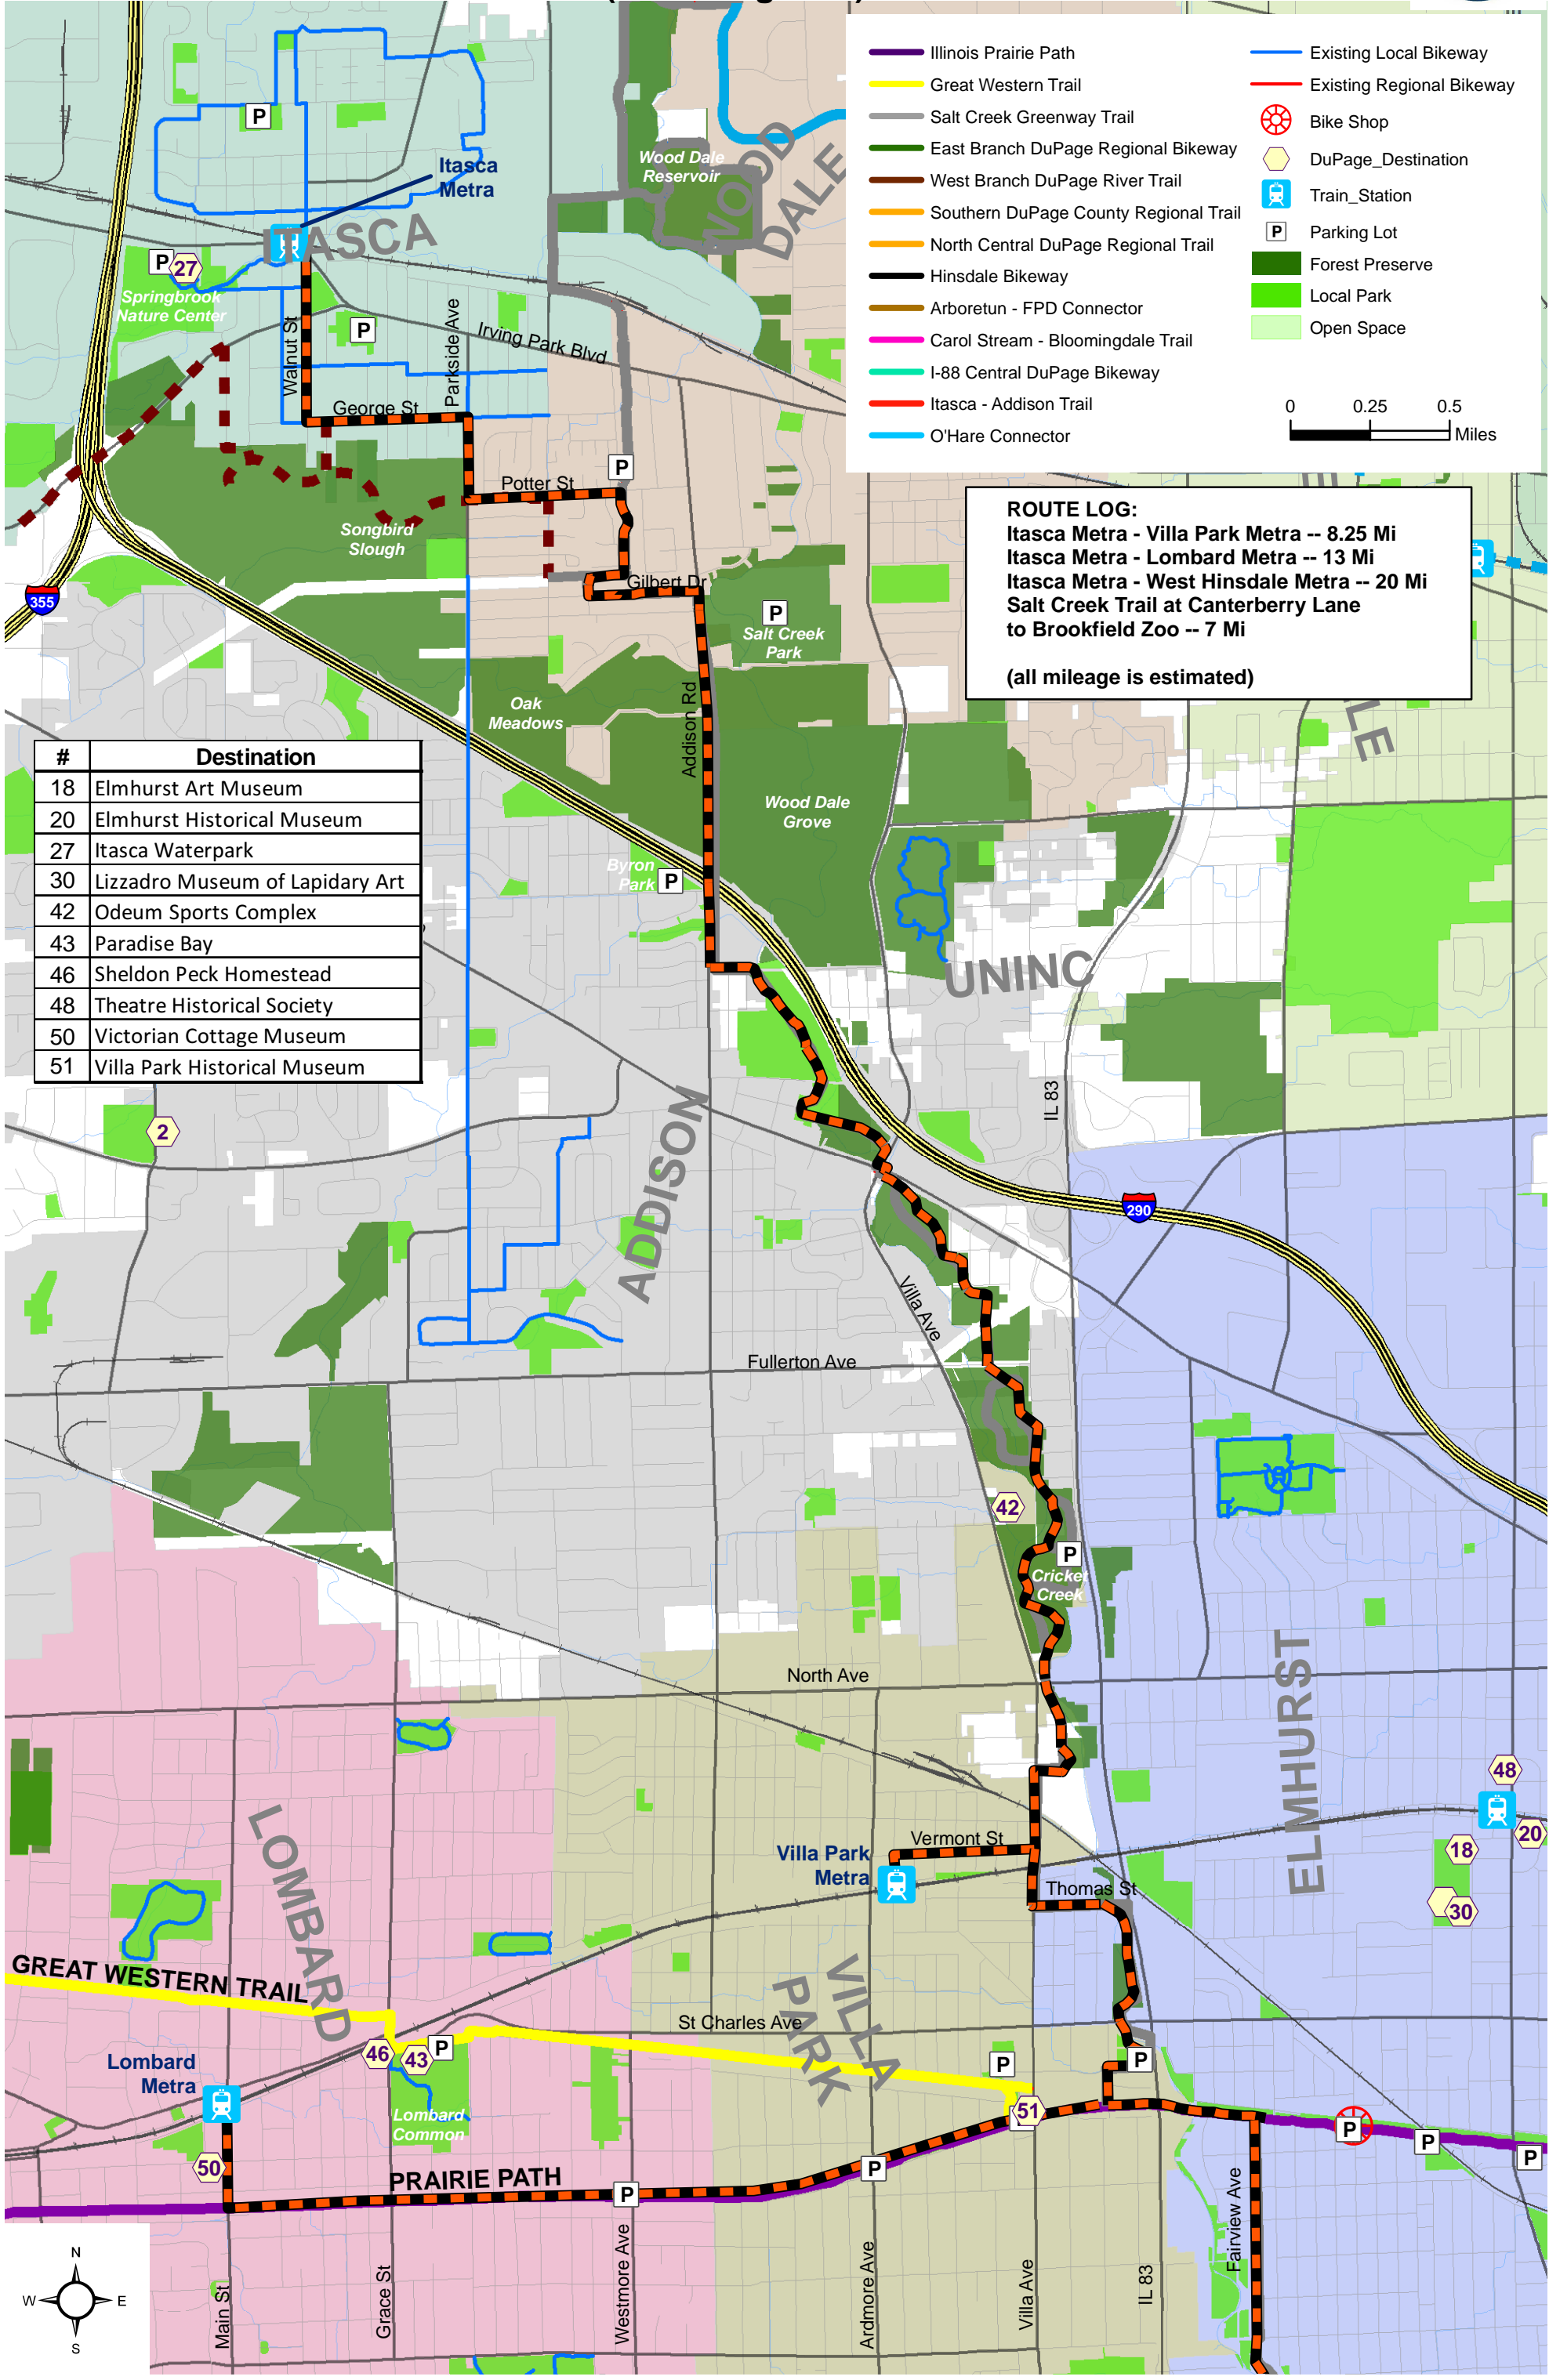 Illinois Prairie Path
Great Western Trail
Salt Creek Greenway Trail
East Branch DuPage Regional Bikeway
West Branch DuPage River Trail
Southern DuPage County Regional Trail
North Central DuPage Regional Trail
Hinsdale Bikeway
Arboretun - FPD Connector
Carol Stream - Bloomingdale Trail
I-88 Central DuPage Bikeway
Itasca - Addison Trail
O'Hare Connector
Existing Local Bikeway
Existing Regional Bikeway
Bike Shop
DuPage_Destination
Train_Station
P Parking Lot
Forest Preserve
Local Park
Open Space
0 0.25 0.5
Miles
ROUTE LOG:
Itasca Metra - Villa Park Metra -- 8.25 Mi
Itasca Metra - Lombard Metra -- 13 Mi
Itasca Metra - West Hinsdale Metra -- 20 Mi
Salt Creek Trail at Canterberry Lane
to Brookfield Zoo -- 7 Mi
(all mileage is estimated)
P
Itasca
Metra
Wood Dale
Reservoir
WOOD
DALE
ITASCA
P
27
Springbrook
Nature Center
P
Walnut St
Parkside Ave
Irving Park Blvd
George St
P
Potter St
Songbird
Slough
Gilbert Dr
355
P
Salt Creek
Park
Oak
Meadows
Addison Rd
Wood Dale
Grove
Byron
Park
P
# Destination
18 Elmhurst Art Museum
20 Elmhurst Historical Museum
27 Itasca Waterpark
30 Lizzadro Museum of Lapidary Art
42 Odeum Sports Complex
43 Paradise Bay
46 Sheldon Peck Homestead
48 Theatre Historical Society
50 Victorian Cottage Museum
51 Villa Park Historical Museum
UNINC
IL 83
2
ADDISON
290
Villa Ave
Fullerton Ave
42
P
Cricket
Creek
North Ave
ELMHURST
48
20
18
30
LOMBARD
Vermont St
Villa Park
Metra
Thomas St
GREAT WESTERN TRAIL
VILLA
PARK
St Charles Ave
46
43
P
P
P
Lombard
Metra
Lombard
Common
51
50
PRAIRIE PATH
P
P
P
P
P
Main St
Grace St
Westmore Ave
Ardmore Ave
Villa Ave
IL 83
Fairview Ave
N
W E
S